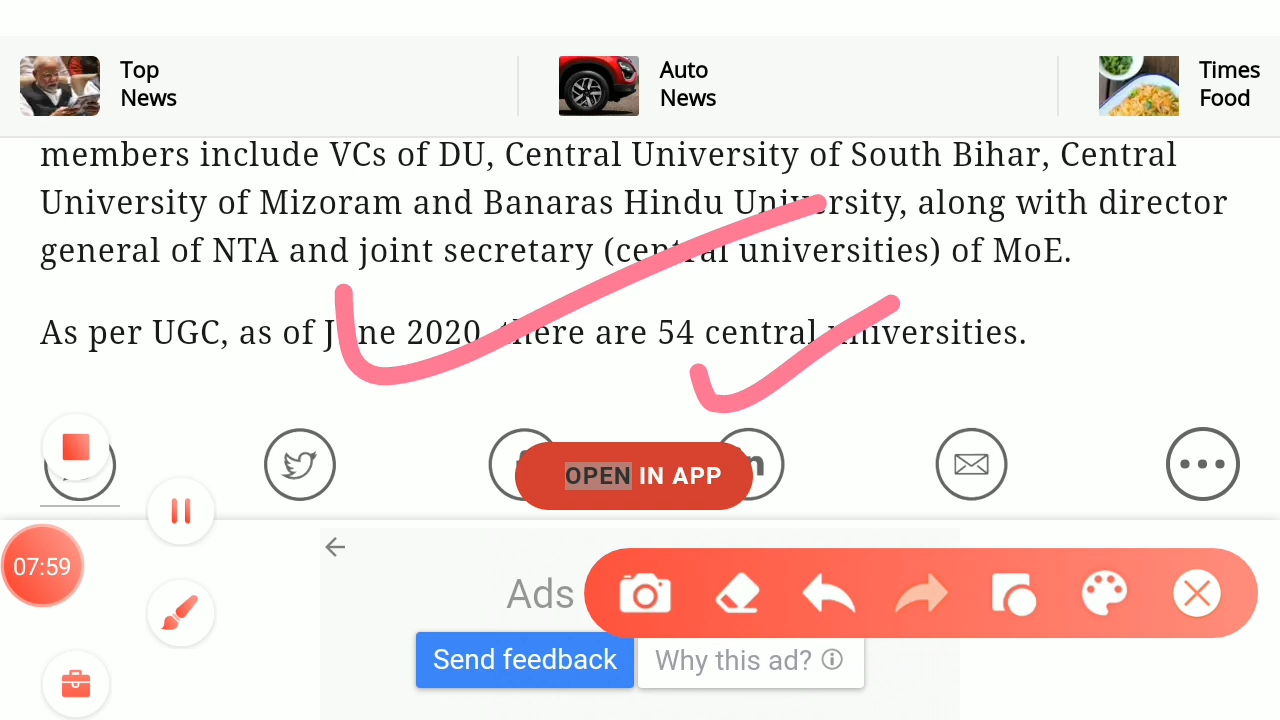 Top
News
Auto
News
Times
Food
members include VCs of DU, Central University of South Bihar, Central
University of Mizoram and Banaras Hindu University, along with director
general of NTA and joint secretary (central universities) of MoE.
As per UGC, as of June 2020, there are 54 central universities.
OPEN IN APP
07:59
Ads
Send feedback
Why this ad?